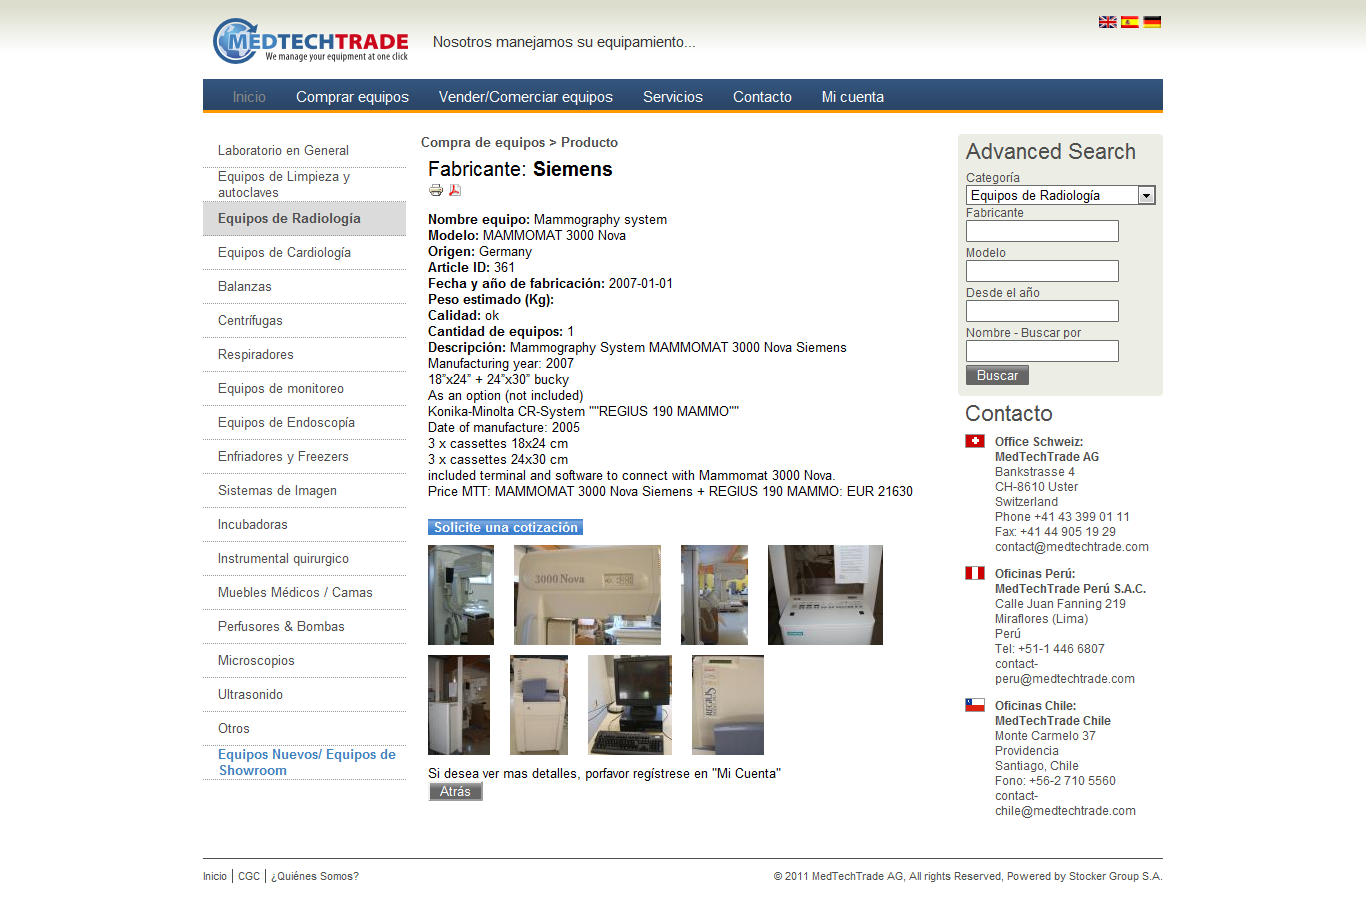 MEDTECHTRADE
We manage your equipment at one click
Nosotros manejamos su equipamiento...
Inicio
Comprar equipos
Vender/Comerciar equipos
Servicios
Contacto
Mi cuenta
Laboratorio en General
Equipos de Limpieza y
autoclaves
Equipos de Radiología
Equipos de Cardiología
Balanzas
Centrífugas
Respiradores
Equipos de monitoreo
Equipos de Endoscopía
Enfriadores y Freezers
Sistemas de Imagen
Incubadoras
Instrumental quirurgico
Muebles Médicos / Camas
Perfusores & Bombas
Microscopios
Ultrasonido
Otros
Equipos Nuevos/ Equipos de
Showroom
Compra de equipos > Producto
Fabricante: Siemens
Nombre equipo: Mammography system
Modelo: MAMMOMAT 3000 Nova
Origen: Germany
Article ID: 361
Fecha y año de fabricación: 2007-01-01
Peso estimado (Kg):
Calidad: ok
Cantidad de equipos: 1
Descripción: Mammography System MAMMOMAT 3000 Nova Siemens
Manufacturing year: 2007
18”x24” + 24”x30” bucky
As an option (not included)
Konika-Minolta CR-System ""REGIUS 190 MAMMO""
Date of manufacture: 2005
3 x cassettes 18x24 cm
3 x cassettes 24x30 cm
included terminal and software to connect with Mammomat 3000 Nova.
Price MTT: MAMMOMAT 3000 Nova Siemens + REGIUS 190 MAMMO: EUR 21630
Solicite una cotización
3000 Nova
REGIUS
Si desea ver mas detalles, porfavor regístrese en "Mi Cuenta"
Atrás
Advanced Search
Categoría
Equipos de Radiología
Fabricante
Modelo
Desde el año
Nombre - Buscar por
Buscar
Contacto
Office Schweiz:
MedTechTrade AG
Bankstrasse 4
CH-8610 Uster
Switzerland
Phone +41 43 399 01 11
Fax: +41 44 905 19 29
contact@medtechtrade.com
Oficinas Perú:
MedTechTrade Perú S.A.C.
Calle Juan Fanning 219
Miraflores (Lima)
Perú
Tel: +51-1 446 6807
contact-
peru@medtechtrade.com
Oficinas Chile:
MedTechTrade Chile
Monte Carmelo 37
Providencia
Santiago, Chile
Fono: +56-2 710 5560
contact-
chile@medtechtrade.com
Inicio | CGC | ¿Quiénes Somos?
© 2011 MedTechTrade AG, All rights Reserved, Powered by Stocker Group S.A.